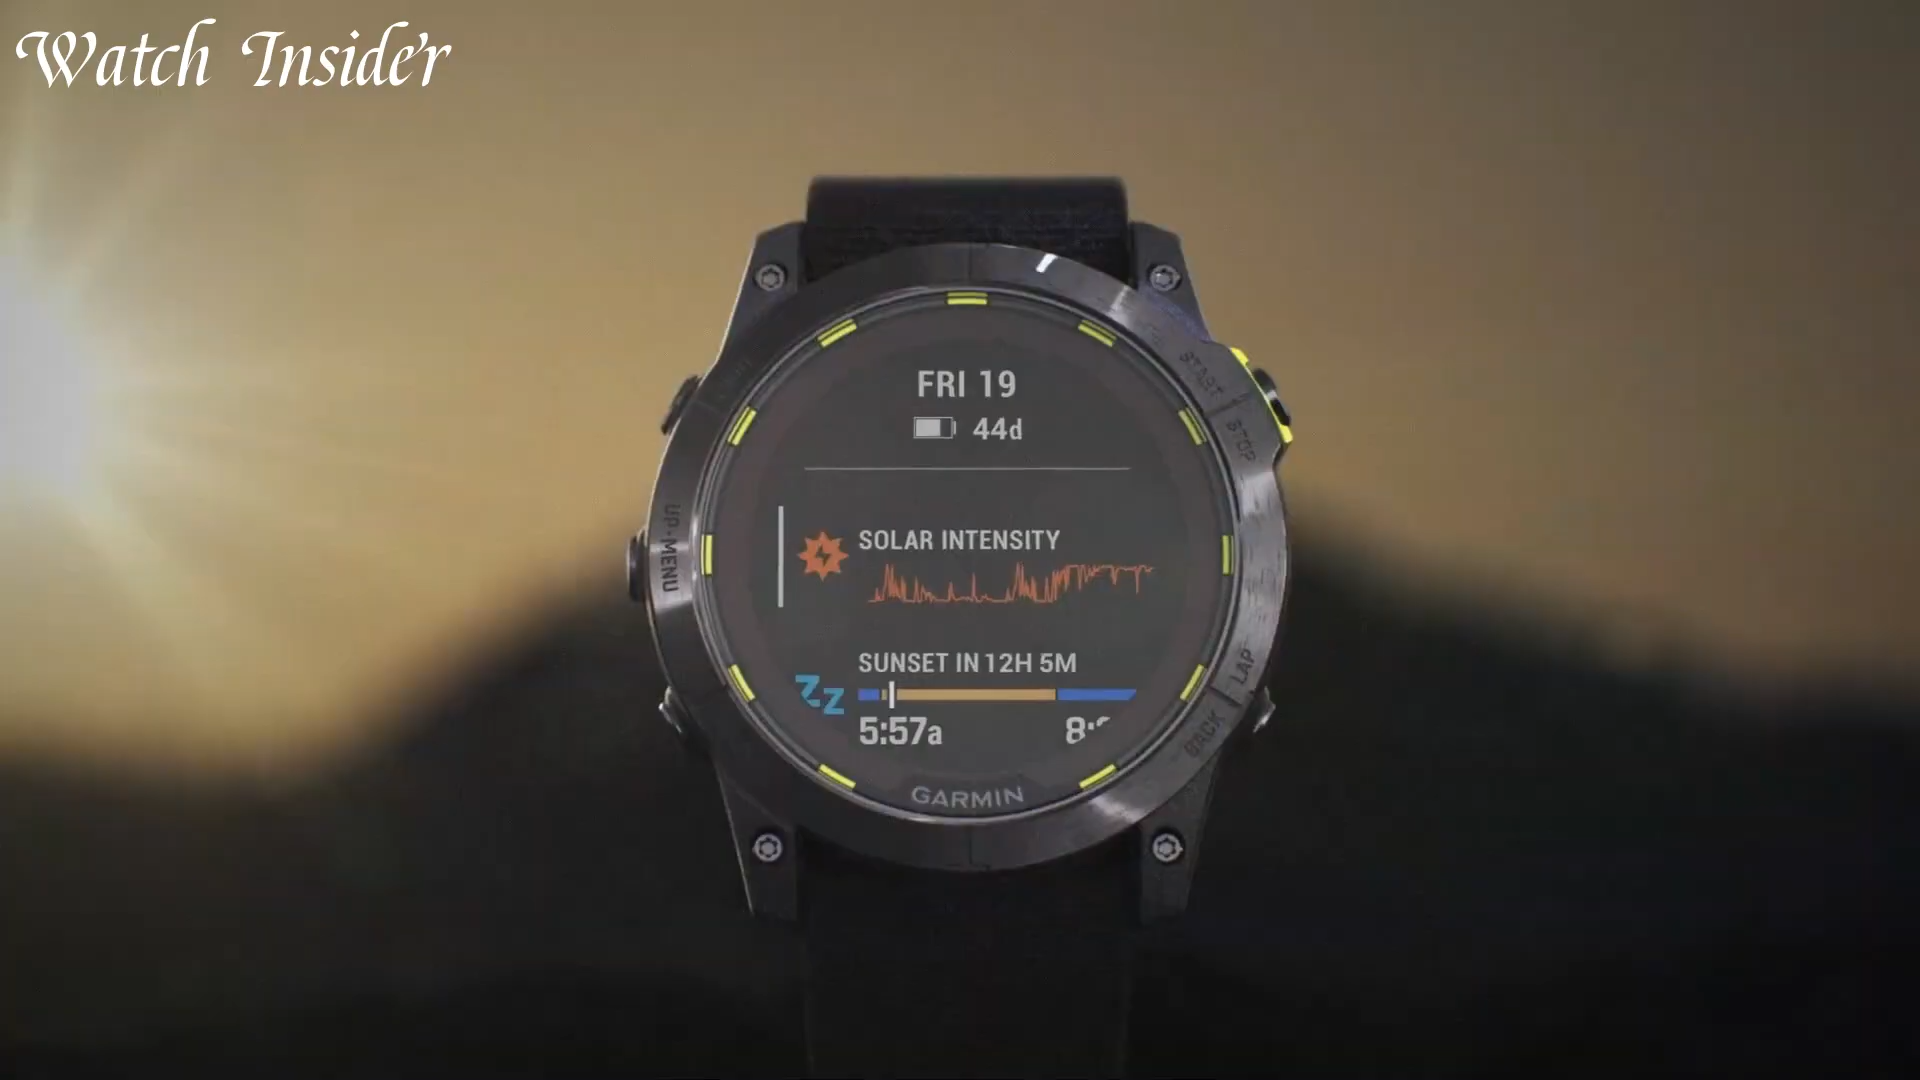 Watch Insider
FRI 19
44d
SOLAR INTENSITY
SUNSET IN 12H 5M
5:57a
GARMIN
UP·MENU
START
STOP
LAP
BACK